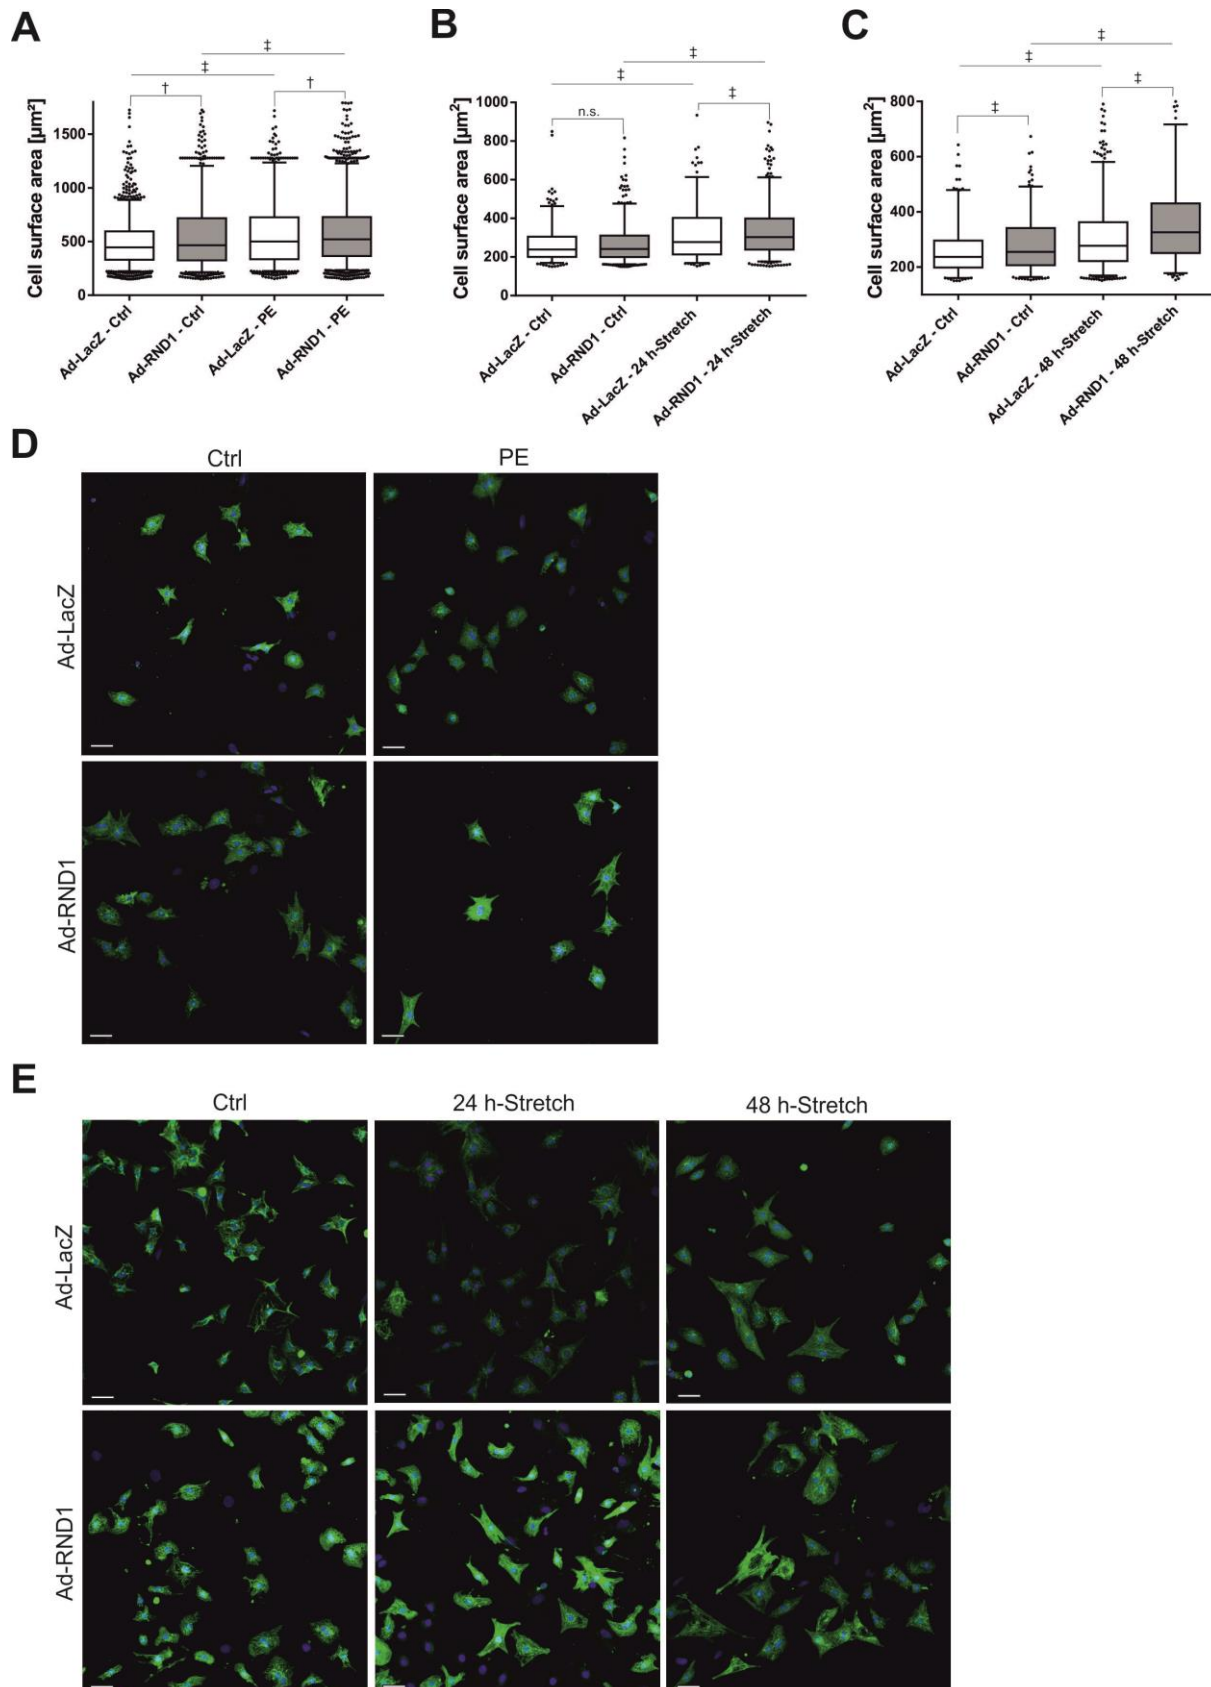 A
‡
‡
† †
Cell surface area [µm²]
1500
1000
500
0
Ad-LacZ - Ctrl
Ad-RND1 - Ctrl
Ad-LacZ - PE
Ad-RND1 - PE
B
‡
‡
n.s. ‡
Cell surface area [µm²]
1000
800
600
400
200
0
Ad-LacZ - Ctrl
Ad-RND1 - Ctrl
Ad-LacZ - 24 h-Stretch
Ad-RND1 - 24 h-Stretch
C
‡
‡
‡
‡
Cell surface area [µm²]
800
600
400
200
Ad-LacZ - Ctrl
Ad-RND1 - Ctrl
Ad-LacZ - 48 h-Stretch
Ad-RND1 - 48 h-Stretch
D
Ctrl PE
Ad-LacZ
Ad-RND1
E
Ctrl 24 h-Stretch 48 h-Stretch
Ad-LacZ
Ad-RND1